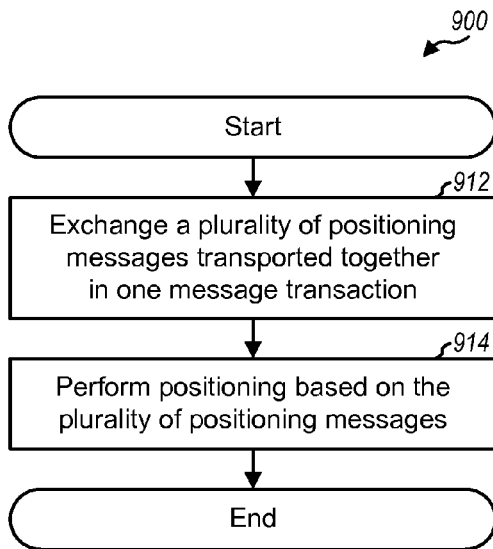 900
Start
912
Exchange a plurality of positioning
messages transported together
in one message transaction
914
Perform positioning based on the
plurality of positioning messages
End